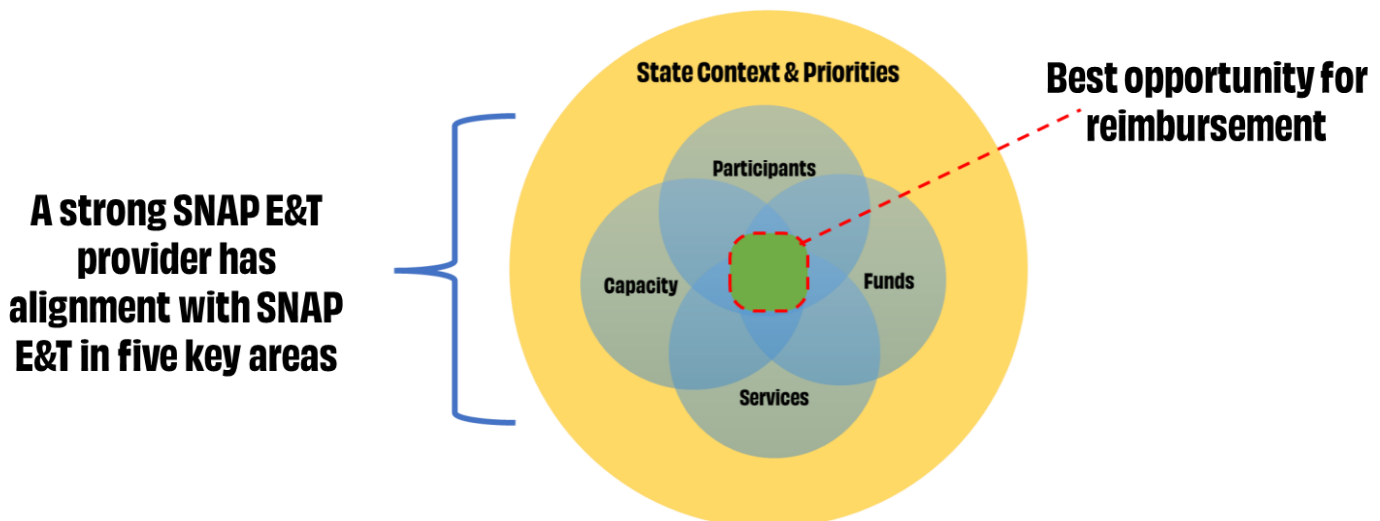 State Context & Priorities
Best opportunity for
reimbursement
Participants
A strong SNAP E&T
provider has
alignment with SNAP
E&T in five key areas
Capacity
Funds
Services